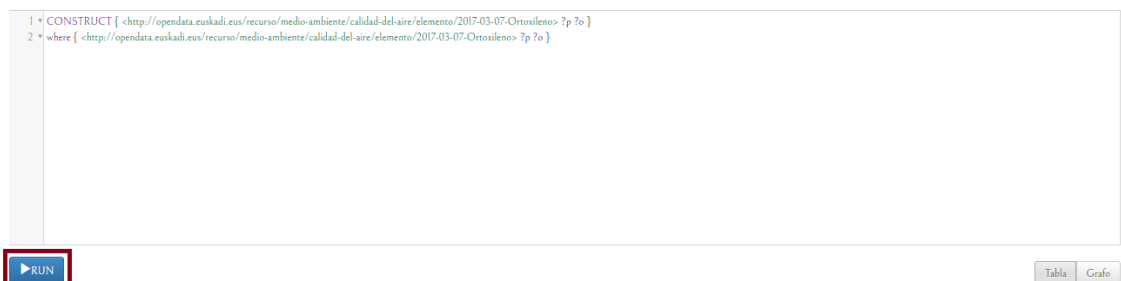 1 CONSTRUCT { <http://opendata.euskadi.eus/recurso/medio-ambiente/calidad-del-aire/elemento/2017-03-07-Ortoxileno> ?p ?o }
2 where { <http://opendata.euskadi.eus/recurso/medio-ambiente/calidad-del-aire/elemento/2017-03-07-Ortoxileno> ?p ?o }
RUN
Tabla Grafo